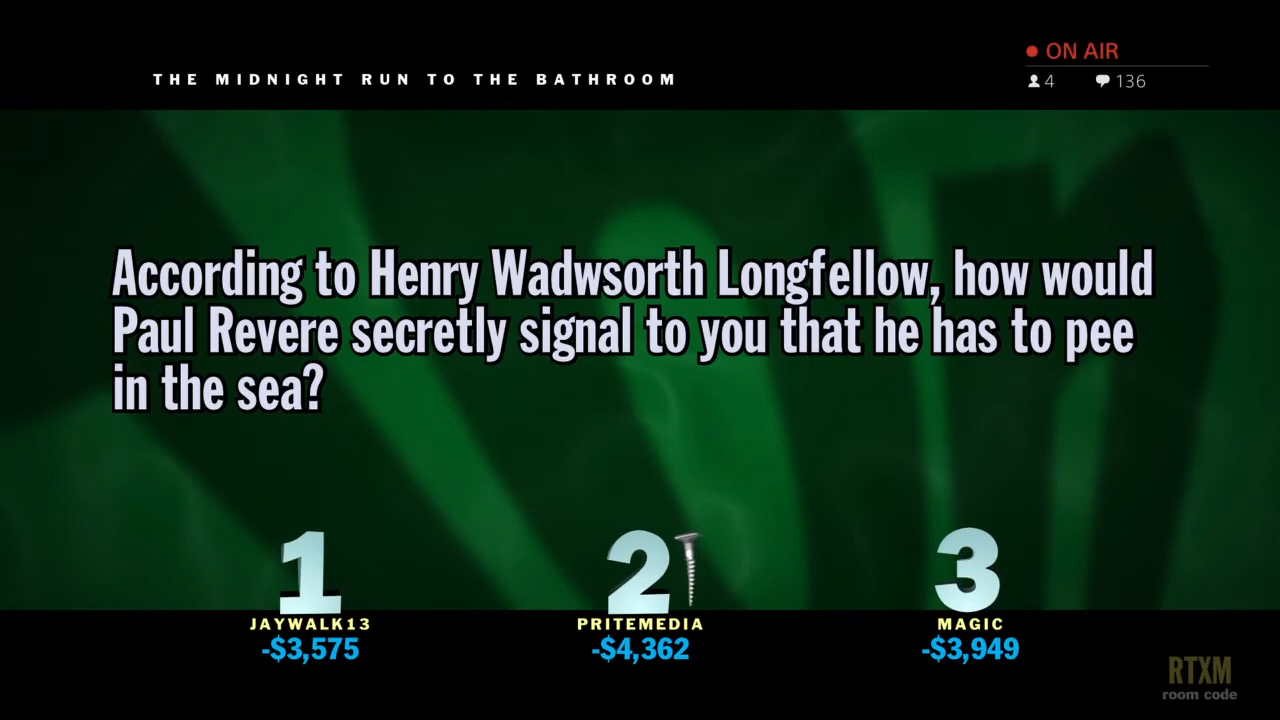 THE MIDNIGHT RUN TO THE BATHROOM
ON AIR
4 136
According to Henry Wadwsorth Longfellow, how would
Paul Revere secretly signal to you that he has to pee
in the sea?
1 2 3
JAYWALK13 PRITEMEDIA MAGIC
-$3,575 -$4,362 -$3,949
RTXM
room code